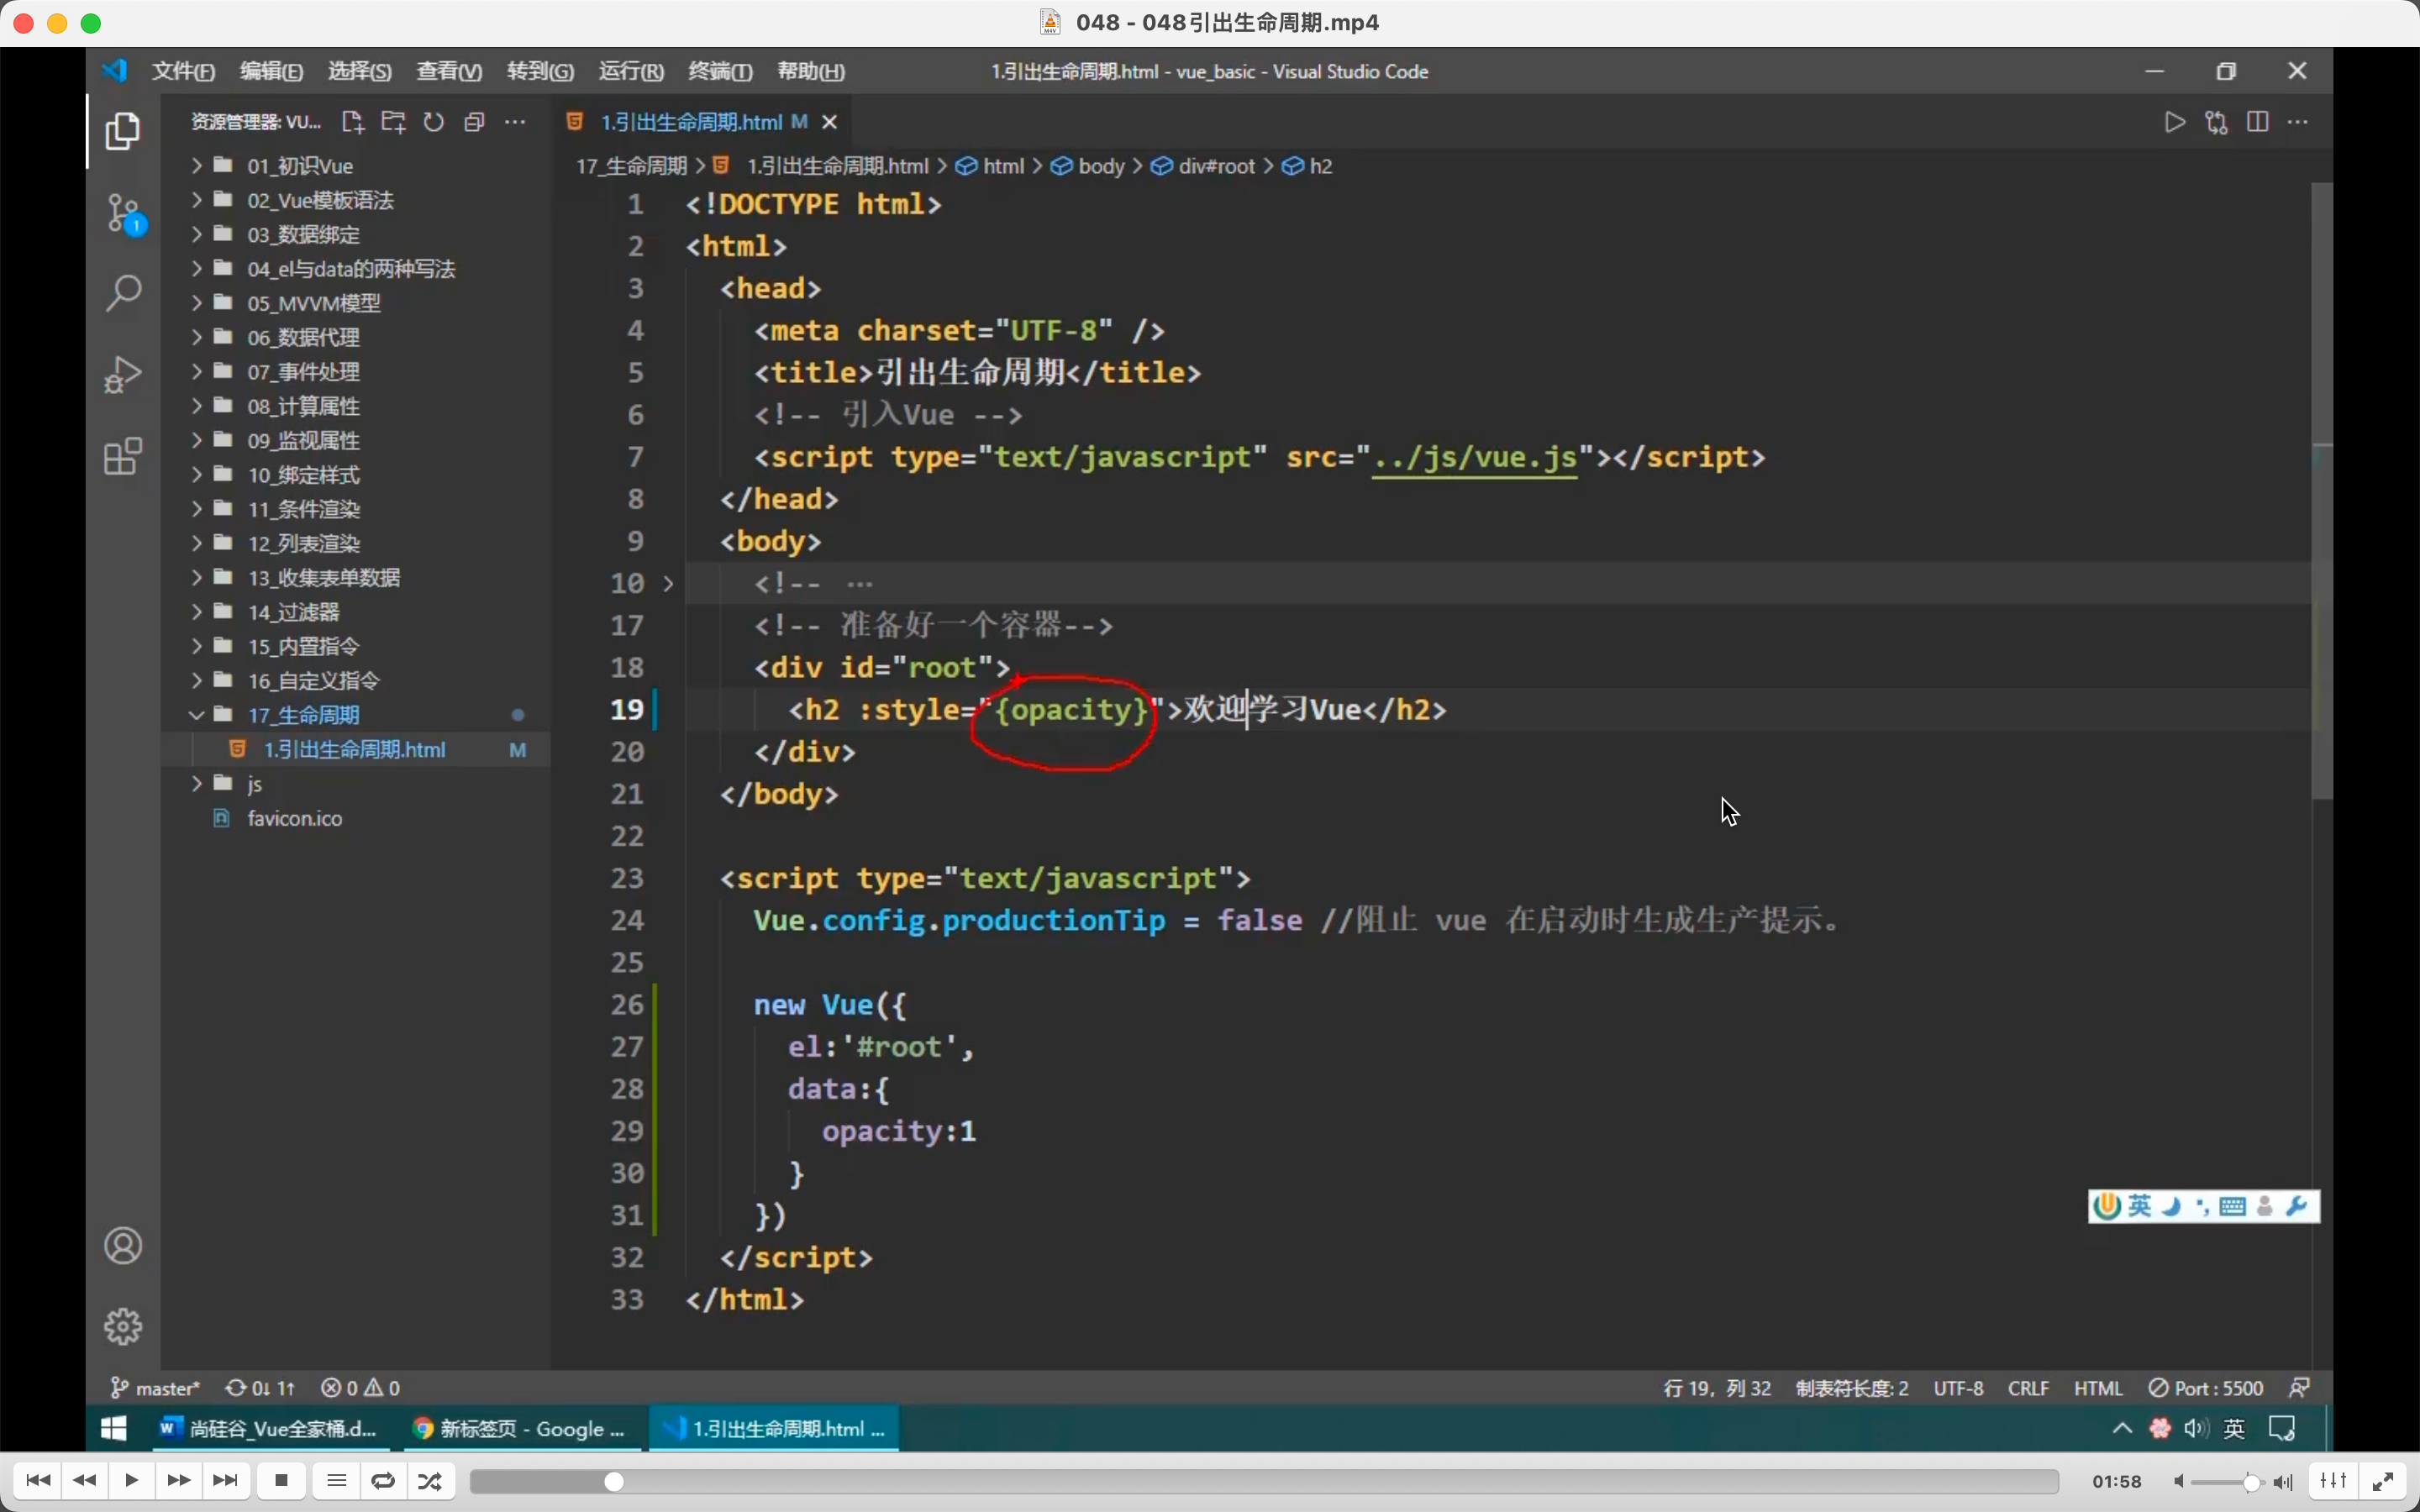 048 - 048引出生命周期.mp4
文件(F) 编辑(E) 选择(S) 查看(V) 转到(G) 运行(R) 终端(T) 帮助(H) 1.引出生命周期.html - vue_basic - Visual Studio Code
资源管理器: VU...
1.引出生命周期.html M
17_生命周期 > 1.引出生命周期.html > html > body > div#root > h2
01_初识Vue
02_Vue模板语法
03_数据绑定
04_el与data的两种写法
05_MVVM模型
06_数据代理
07_事件处理
08_计算属性
09_监视属性
10_绑定样式
11_条件渲染
12_列表渲染
13_收集表单数据
14_过滤器
15_内置指令
16_自定义指令
17_生命周期
1.引出生命周期.html M
js
favicon.ico
1
1 <!DOCTYPE html>
2 <html>
3 <head>
4 <meta charset="UTF-8" />
5 <title>引出生命周期</title>
6 <!-- 引入Vue -->
7 <script type="text/javascript" src="../js/vue.js"></script>
8 </head>
9 <body>
10 <!-- ...
17 <!-- 准备好一个容器-->
18 <div id="root">
19 <h2 :style="{opacity}">欢迎学习Vue</h2>
20 </div>
21 </body>
22
23 <script type="text/javascript">
24 Vue.config.productionTip = false //阻止 vue 在启动时生成生产提示。
25
26 new Vue({
27 el:'#root',
28 data:{
29 opacity:1
30 }
31 })
32 </script>
33 </html>
英
master* 0↓ 1↑ 0 0 行 19, 列 32 制表符长度: 2 UTF-8 CRLF HTML Port : 5500
尚硅谷_Vue全家桶.d... 新标签页 - Google ... 1.引出生命周期.html ... 英
01:58